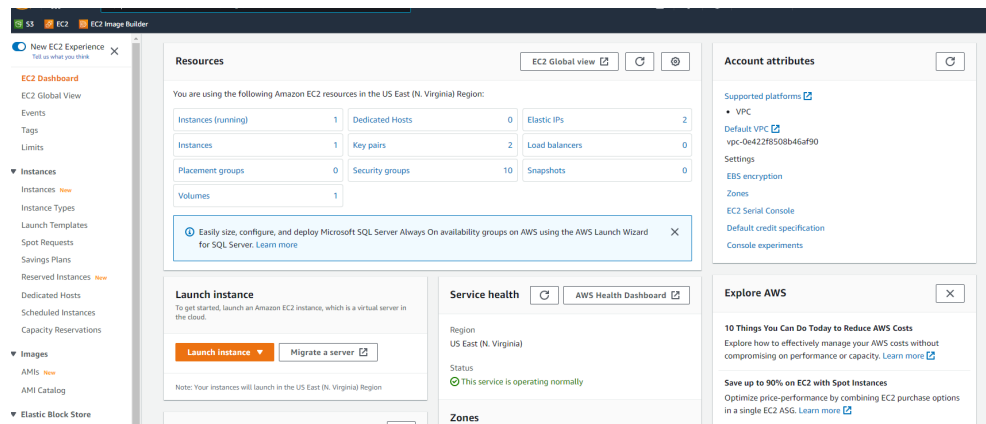 S3 EC2 EC2 Image Builder
New EC2 Experience
Tell us what you think
EC2 Dashboard
EC2 Global View
Events
Tags
Limits
Instances
Instances New
Instance Types
Launch Templates
Spot Requests
Savings Plans
Reserved Instances New
Dedicated Hosts
Scheduled Instances
Capacity Reservations
Images
AMIs New
AMI Catalog
Elastic Block Store
Resources
EC2 Global view
You are using the following Amazon EC2 resources in the US East (N. Virginia) Region:
Instances (running) 1 Dedicated Hosts 0 Elastic IPs 2
Instances 1 Key pairs 2 Load balancers 0
Placement groups 0 Security groups 10 Snapshots 0
Volumes 1
Easily size, configure, and deploy Microsoft SQL Server Always On availability groups on AWS using the AWS Launch Wizard
for SQL Server. Learn more
Launch instance
To get started, launch an Amazon EC2 instance, which is a virtual server in
the cloud.
Launch instance Migrate a server
Note: Your instances will launch in the US East (N. Virginia) Region
Service health
AWS Health Dashboard
Region
US East (N. Virginia)
Status
This service is operating normally
Zones
Account attributes
Supported platforms
• VPC
Default VPC
vpc-0e422f8508b46af90
Settings
EBS encryption
Zones
EC2 Serial Console
Default credit specification
Console experiments
Explore AWS
10 Things You Can Do Today to Reduce AWS Costs
Explore how to effectively manage your AWS costs without
compromising on performance or capacity. Learn more
Save up to 90% on EC2 with Spot Instances
Optimize price-performance by combining EC2 purchase options
in a single EC2 ASG. Learn more